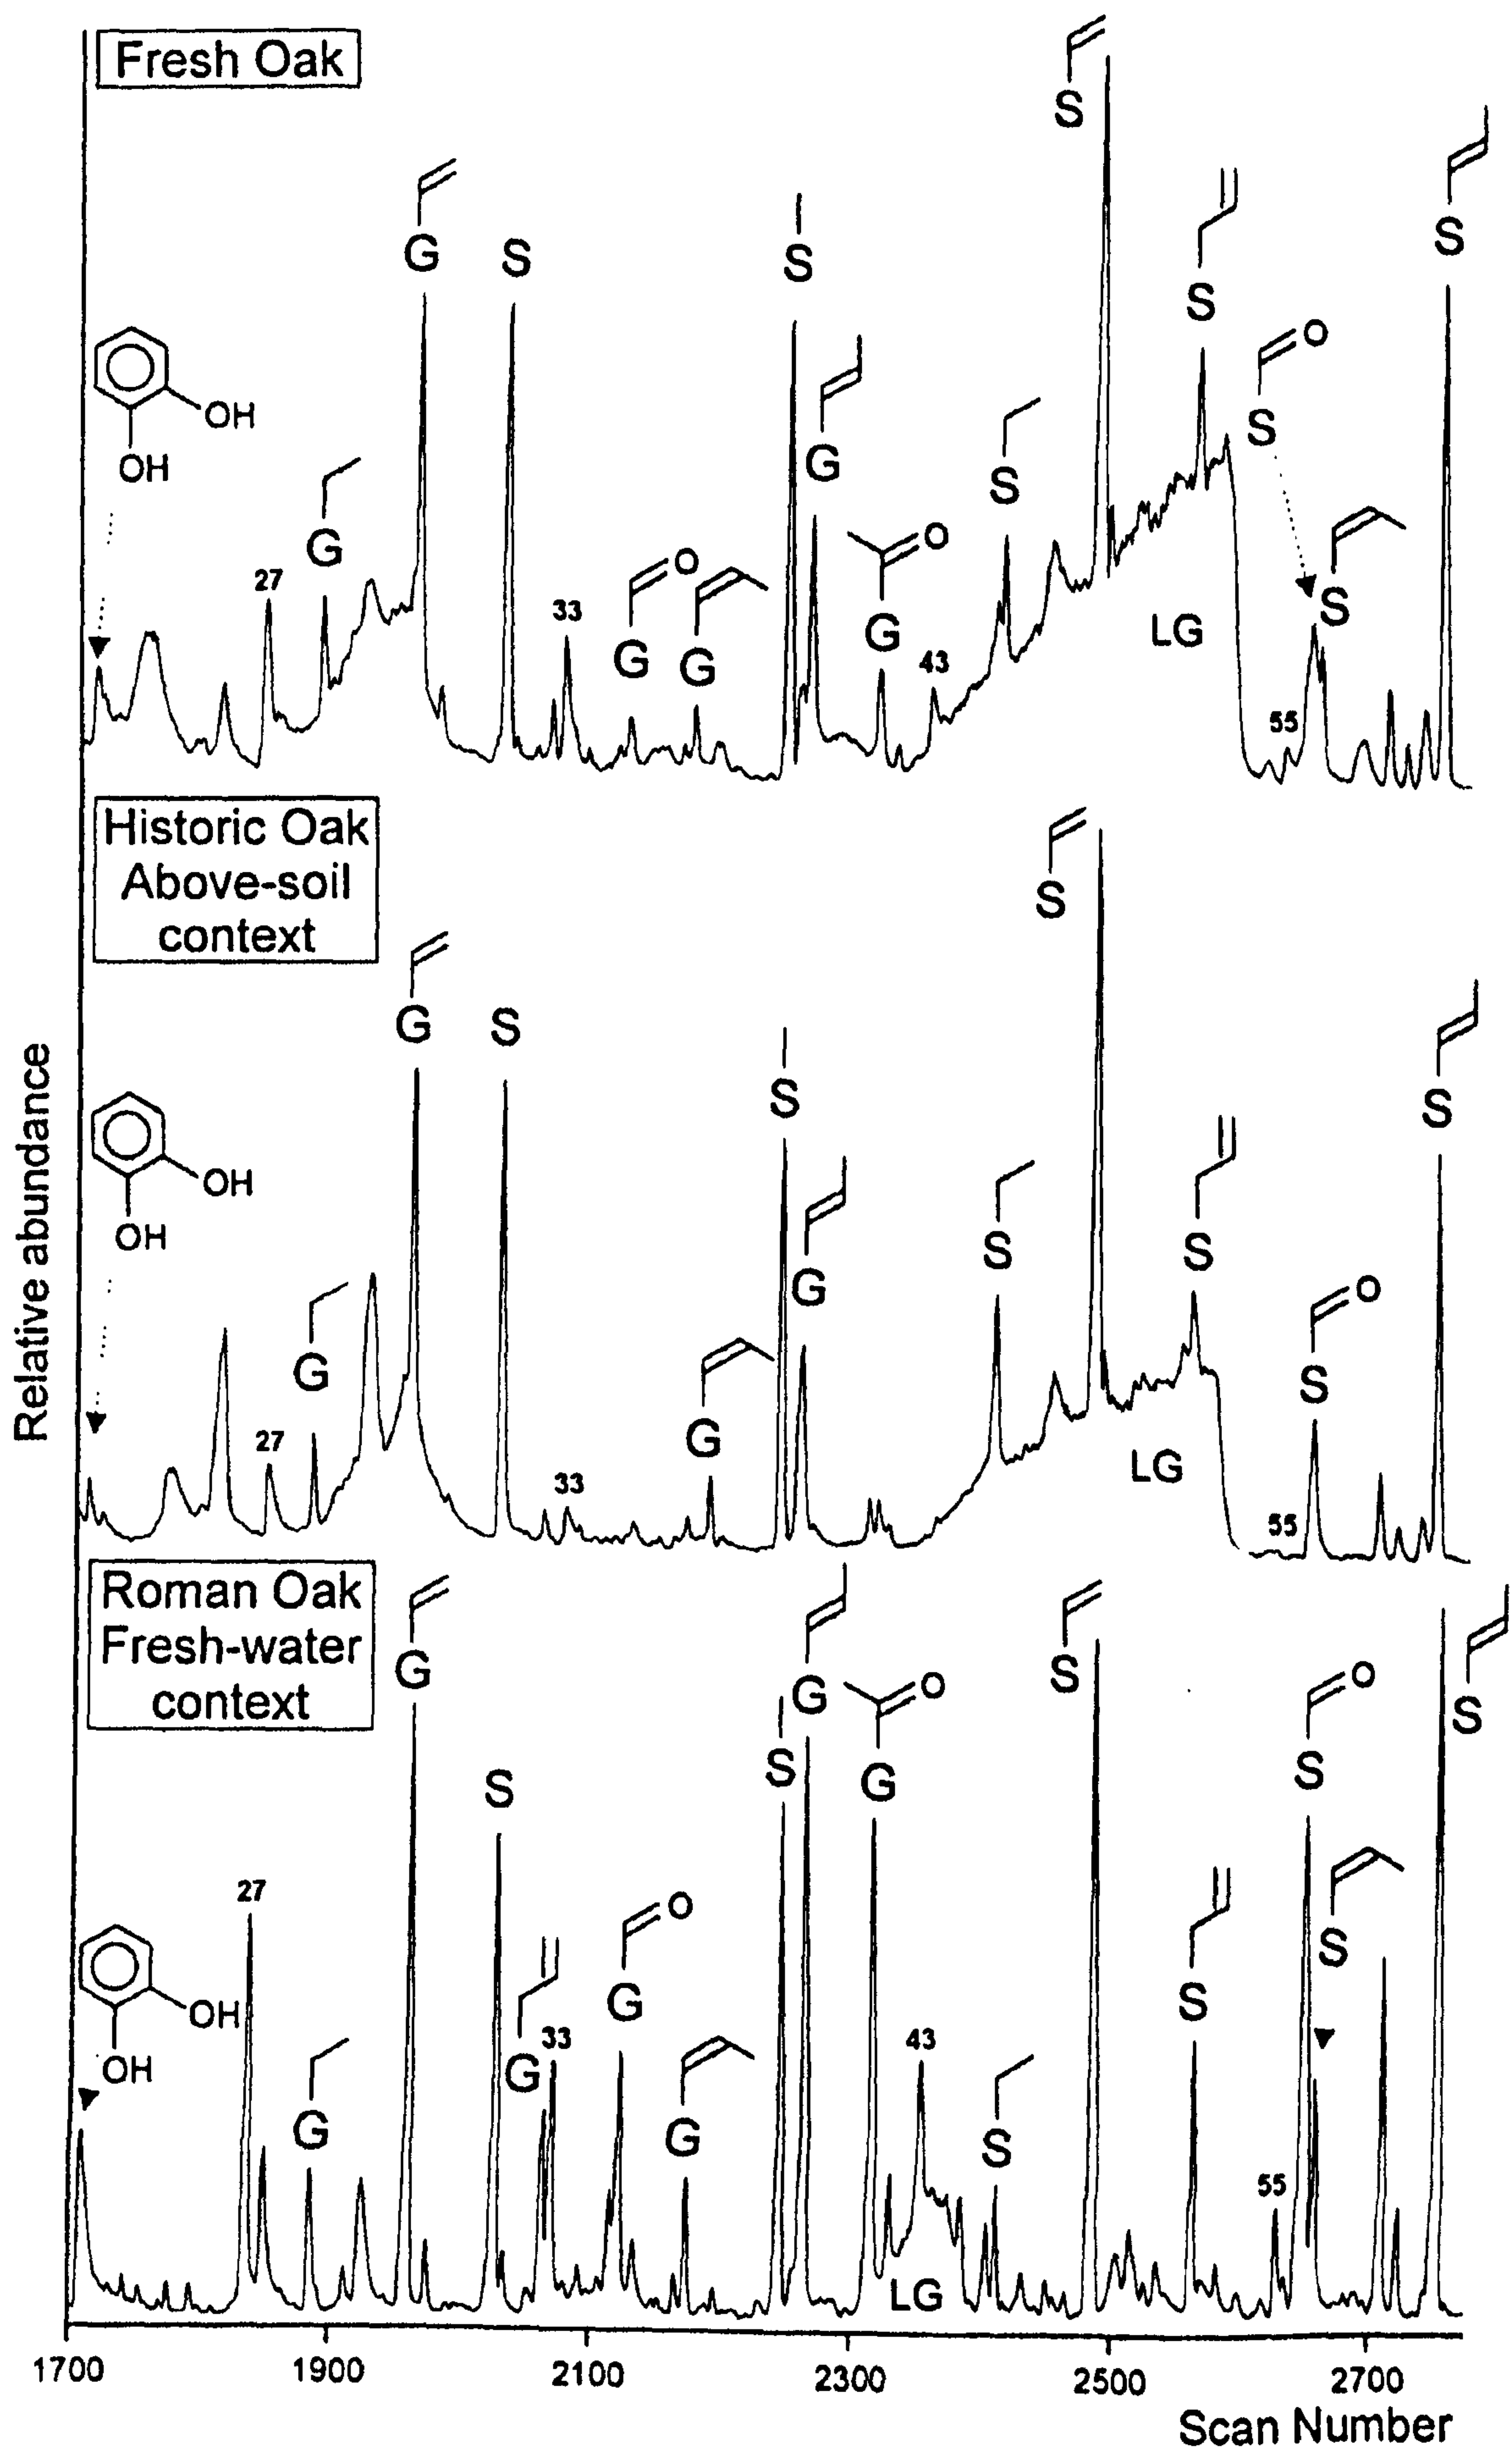 Fresh Oak
S
S
G
S
S
S
S
O
OH
S
G
S
OH
G
27
O
O
33
S
G
G
G
LG
43
55
Historic Oak
Above-soil
context
S
G
S
S
S
OH
OH
S
S
G
O
G
S
G
27
LG
33
55
Relative abundance
Roman Oak
Fresh-water
context
G
S
G
O
O
S
S
G
S
S
27
O
S
G
S
OH
33
43
OH
G
G
G
S
55
LG
1700
1900
2100
2300
2500
2700
Scan Number